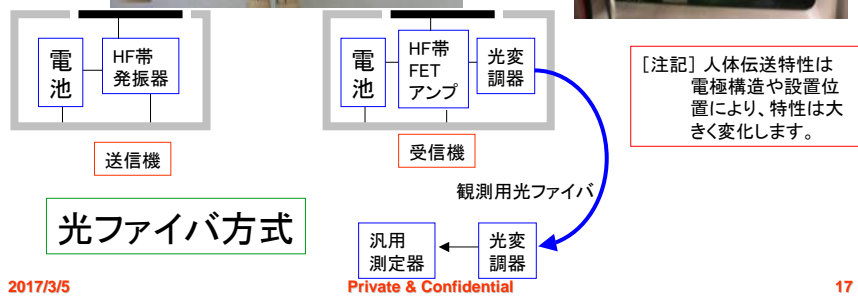 電
池
HF帯
発振器
送信機
電
池
HF帯
FET
アンプ
光変
調器
受信機
[注記] 人体伝送特性は
電極構造や設置位
置により、特性は大
きく変化します。
観測用光ファイバ
光ファイバ方式
汎用
測定器
光変
調器
2017/3/5
Private & Confidential
17